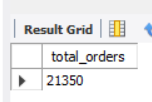 Result Grid
total_orders
21350